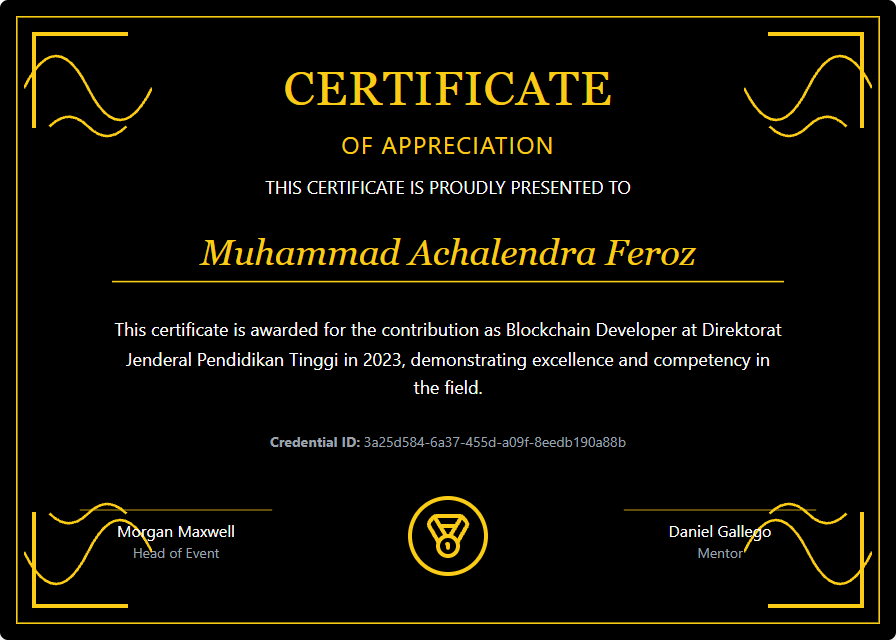 CERTIFICATE
OF APPRECIATION
THIS CERTIFICATE IS PROUDLY PRESENTED TO
Muhammad Achalendra Feroz
This certificate is awarded for the contribution as Blockchain Developer at Direktorat
Jenderal Pendidikan Tinggi in 2023, demonstrating excellence and competency in
the field.
Credential ID: 3a25d584-6a37-455d-a09f-8eedb190a88b
Morgan Maxwell
Head of Event
Daniel Gallego
Mentor